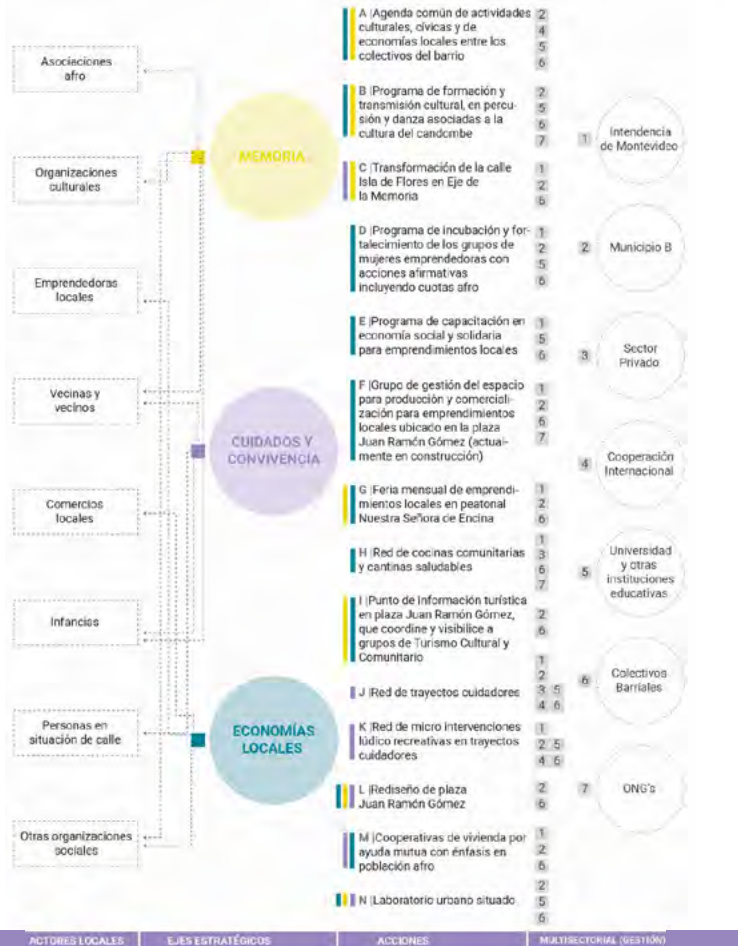 Asociaciones
afro
Organizaciones
culturales
Emprendedoras
locales
Vecinas y
vecinos
Comercios
locales
Infancias
Personas en
situación de calle
Otras organizaciones
sociales
MEMORIA
CUIDADOS Y
CONVIVENCIA
ECONOMÍAS
LOCALES
A |Agenda común de actividades
culturales, cívicas y de
economías locales entre los
colectivos del barrio
2
4
5
6
B |Programa de formación y
transmisión cultural, en percu-
sión y danza asociadas a la
cultura del candombe
2
5
6
7
C |Transformación de la calle
Isla de Flores en Eje de
la Memoria
1
2
6
D |Programa de incubación y for-
talecimiento de los grupos de
mujeres emprendedoras con
acciones afirmativas
incluyendo cuotas afro
1
2
5
6
E |Programa de capacitación en
economía social y solidaria
para emprendimientos locales
1
5
6
F |Grupo de gestión del espacio
para producción y comerciali-
zación para emprendimientos
locales ubicado en la plaza
Juan Ramón Gómez (actual-
mente en construcción)
1
2
6
7
G |Feria mensual de emprendi-
mientos locales en peatonal
Nuestra Señora de Encina
1
2
6
H |Red de cocinas comunitarias
y cantinas saludables
1
3
6
7
I |Punto de información turística
en plaza Juan Ramón Gómez,
que coordine y visibilice a
grupos de Turismo Cultural y
Comunitario
2
6
J |Red de trayectos cuidadores
1
2
3 5
4 6
K |Red de micro intervenciones
lúdico recreativas en trayectos
cuidadores
1
2 5
4 6
L |Rediseño de plaza
Juan Ramón Gómez
2
6
M |Cooperativas de vivienda por
ayuda mutua con énfasis en
población afro
1
2
6
N |Laboratorio urbano situado
2
5
6
1 Intendencia
de Montevideo
2 Municipio B
3 Sector
Privado
4 Cooperación
Internacional
5 Universidad
y otras
instituciones
educativas
6 Colectivos
Barriales
7 ONG's
ACTORES LOCALES
EJES ESTRATÉGICOS
ACCIONES
MULTISECTORIAL (GESTIÓN)